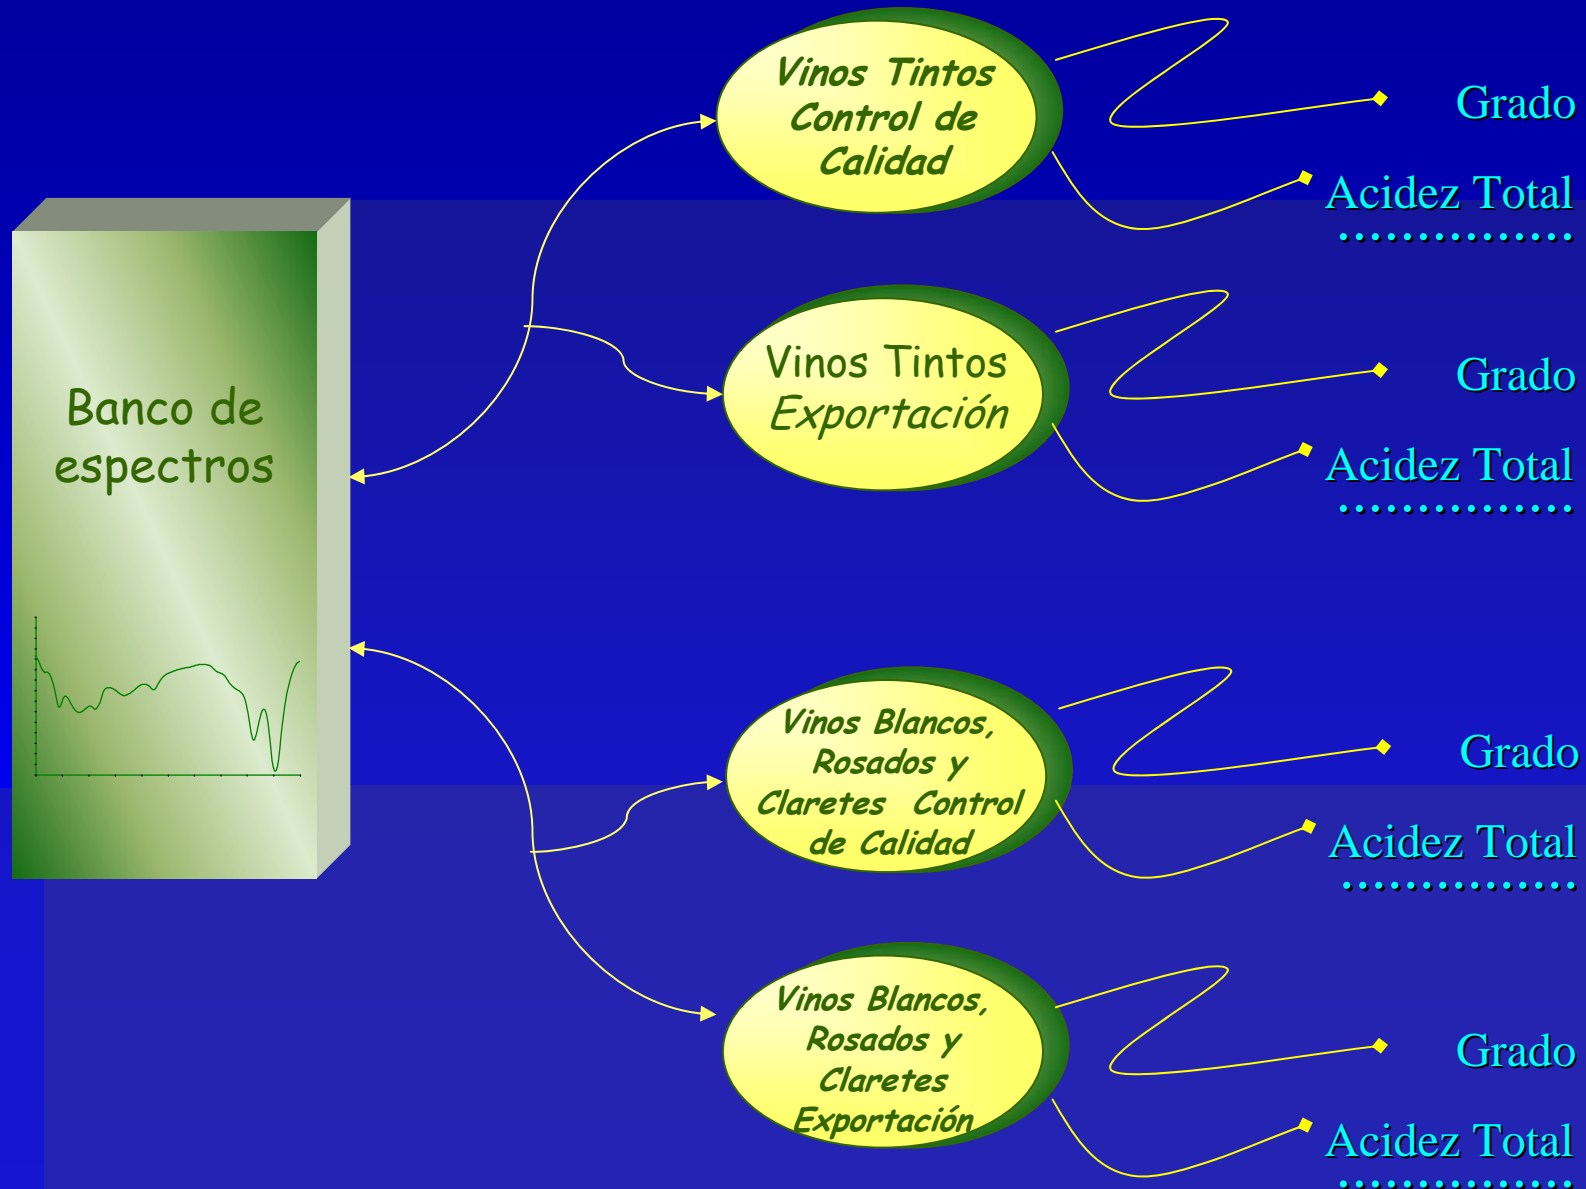 Banco de
espectros
Vinos Tintos
Control de
Calidad
Grado
Acidez Total
...............
Vinos Tintos
Exportación
Grado
Acidez Total
...............
Vinos Blancos,
Rosados y
Claretes Control
de Calidad
Grado
Acidez Total
...............
Vinos Blancos,
Rosados y
Claretes
Exportación
Grado
Acidez Total
...............